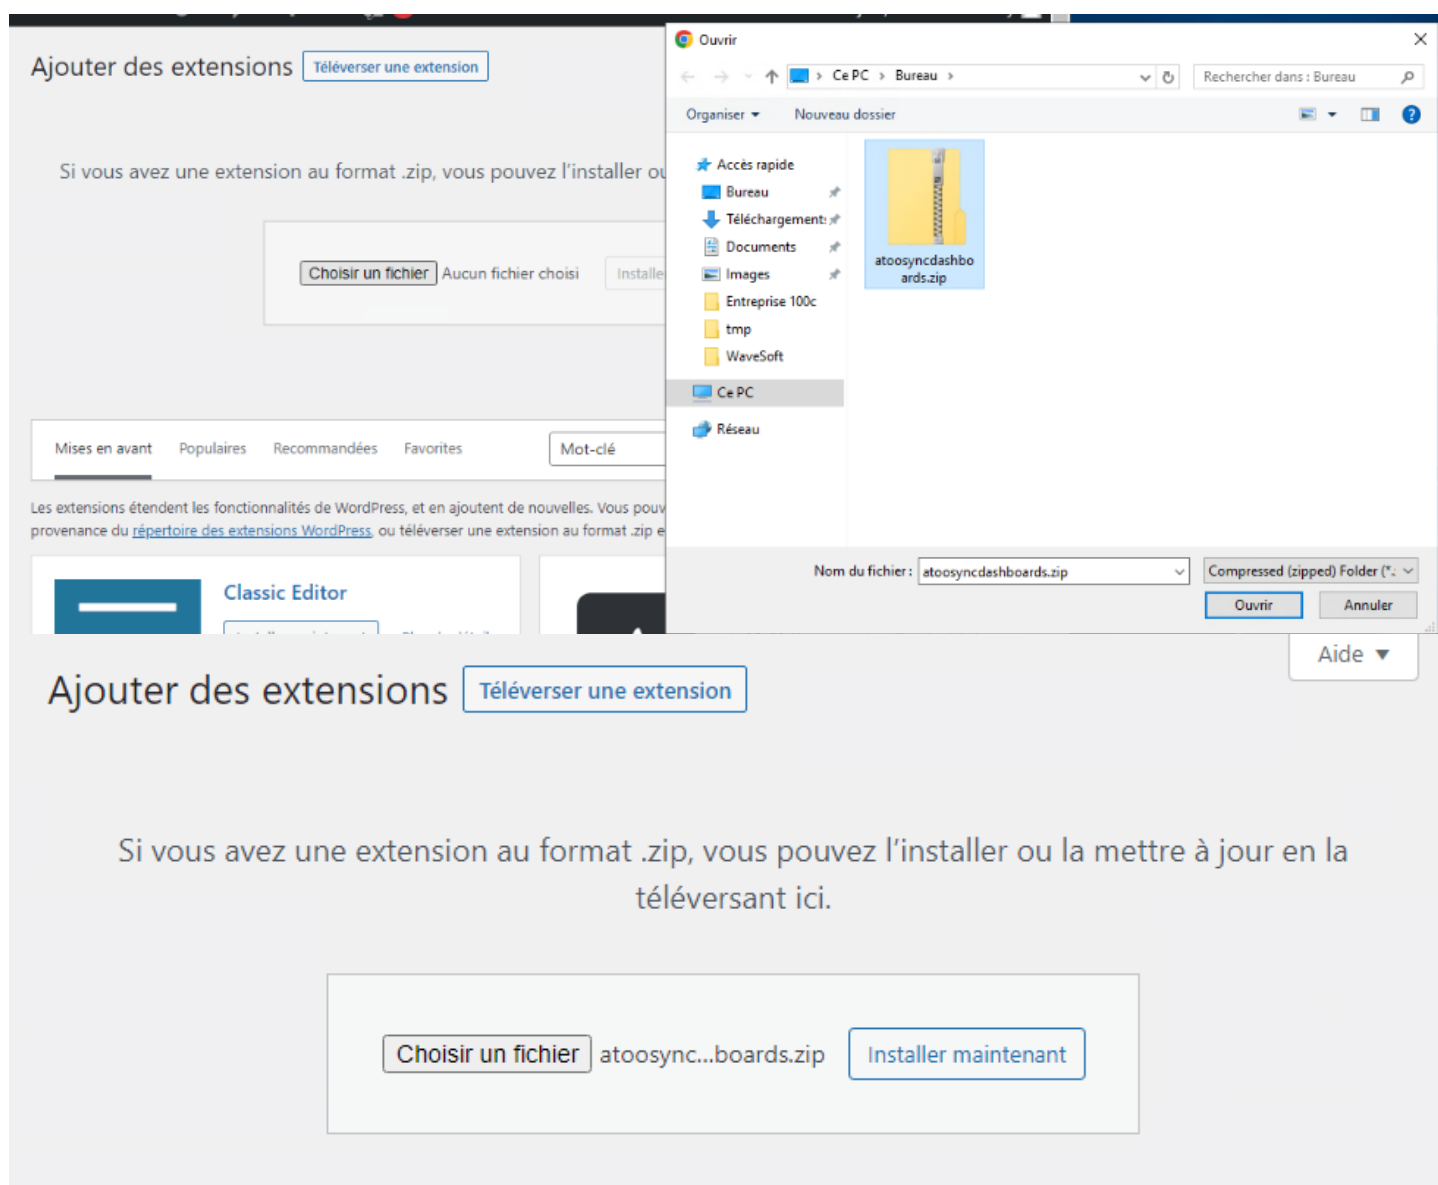 Ajouter des extensions Téléverser une extension
Si vous avez une extension au format .zip, vous pouvez l'installer ou
Choisir un fichier Aucun fichier choisi Installe
Mises en avant Populaires Recommandées Favorites Mot-clé
Les extensions étendent les fonctionnalités de WordPress, et en ajoutent de nouvelles. Vous pouv
provenance du répertoire des extensions WordPress, ou téléverser une extension au format .zip e
Classic Editor
Ouvrir
Ce PC > Bureau > Rechercher dans : Bureau
Organiser Nouveau dossier
Accès rapide
Bureau
Téléchargement
Documents
Images
Entreprise 100c
tmp
WaveSoft
Ce PC
Réseau
atoosyncdashbo
ards.zip
Nom du fichier : atoosyncdashboards.zip Compressed (zipped) Folder (*.
Ouvrir Annuler
Aide ▼
Ajouter des extensions Téléverser une extension
Si vous avez une extension au format .zip, vous pouvez l'installer ou la mettre à jour en la
téléversant ici.
Choisir un fichier atoosync...boards.zip Installer maintenant